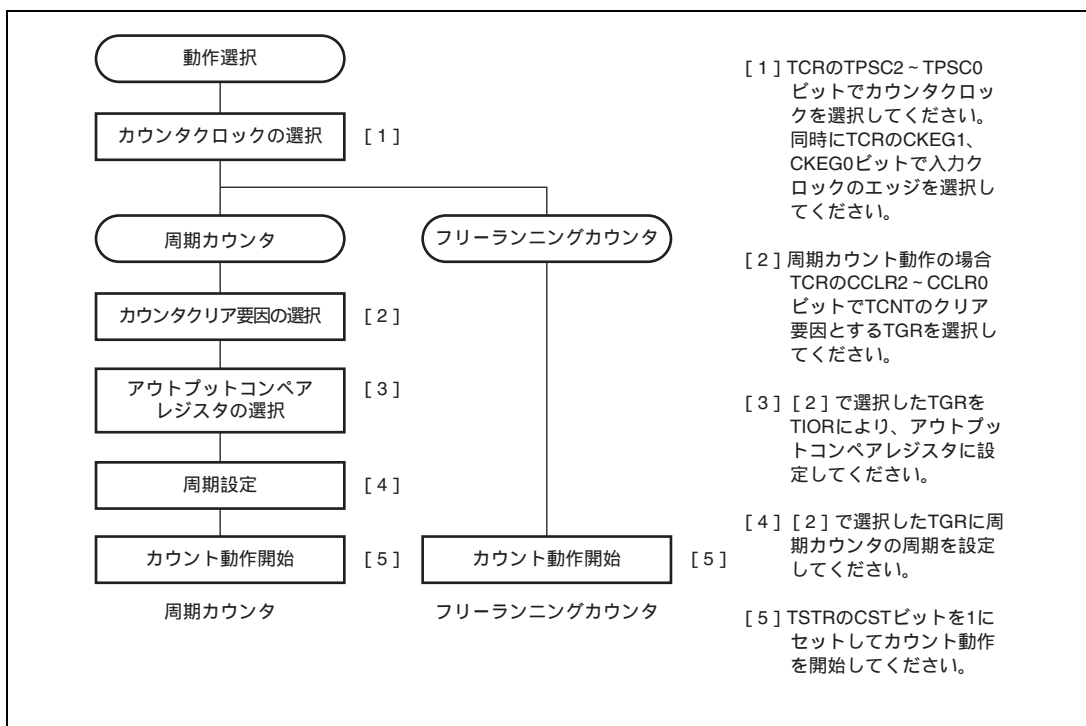 動作選択
カウンタクロックの選択 [1]
周期カウンタ フリーランニングカウンタ
カウンタクリア要因の選択 [2]
アウトプットコンペア
レジスタの選択 [3]
周期設定 [4]
カウント動作開始 [5] カウント動作開始 [5]
周期カウンタ フリーランニングカウンタ
[1] TCRのTPSC2~TPSC0
ビットでカウンタクロッ
クを選択してください。
同時にTCRのCKEG1、
CKEG0ビットで入力ク
ロックのエッジを選択し
てください。
[2] 周期カウント動作の場合
TCRのCCLR2~CCLR0
ビットでTCNTのクリア
要因とするTGRを選択し
てください。
[3] [2]で選択したTGRを
TIORにより、アウトプッ
トコンペアレジスタに設
定してください。
[4] [2]で選択したTGRに周
期カウンタの周期を設定
してください。
[5] TSTRのCSTビットを1に
セットしてカウント動作
を開始してください。